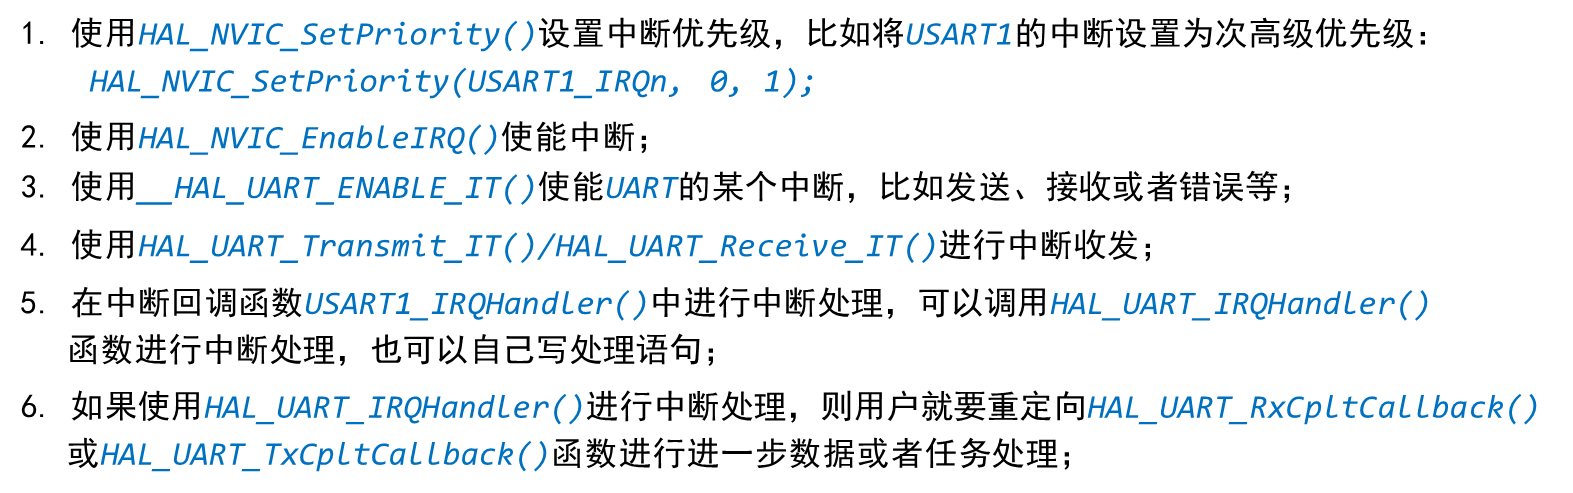 1. 使用HAL_NVIC_SetPriority()设置中断优先级，比如将USART1的中断设置为次高级优先级：
HAL_NVIC_SetPriority(USART1_IRQn, 0, 1);
2. 使用HAL_NVIC_EnableIRQ()使能中断；
3. 使用__HAL_UART_ENABLE_IT()使能UART的某个中断，比如发送、接收或者错误等；
4. 使用HAL_UART_Transmit_IT()/HAL_UART_Receive_IT()进行中断收发；
5. 在中断回调函数USART1_IRQHandler()中进行中断处理，可以调用HAL_UART_IRQHandler()
函数进行中断处理，也可以自己写处理语句；
6. 如果使用HAL_UART_IRQHandler()进行中断处理，则用户就要重定向HAL_UART_RxCpltCallback()
或HAL_UART_TxCpltCallback()函数进行进一步数据或者任务处理；